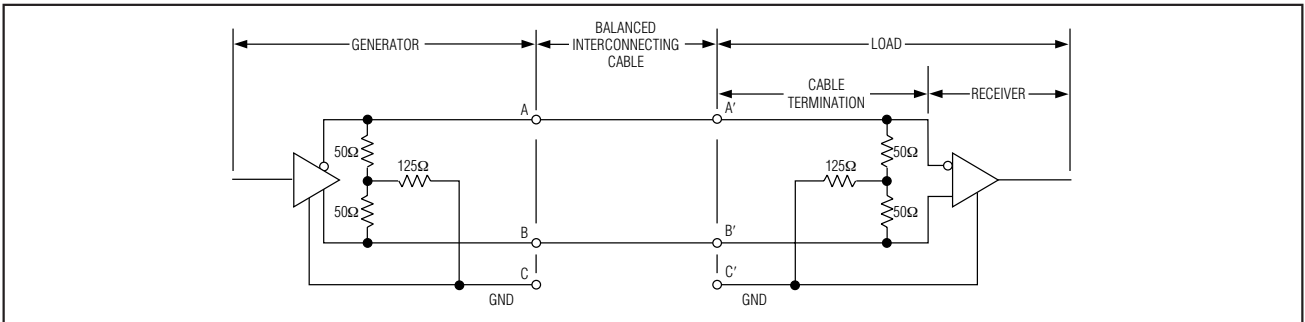 GENERATOR
BALANCED
INTERCONNECTING
CABLE
LOAD
CABLE
TERMINATION
RECEIVER
A
A′
50Ω
125Ω
50Ω
125Ω
50Ω
50Ω
B
B′
C
C′
GND
GND